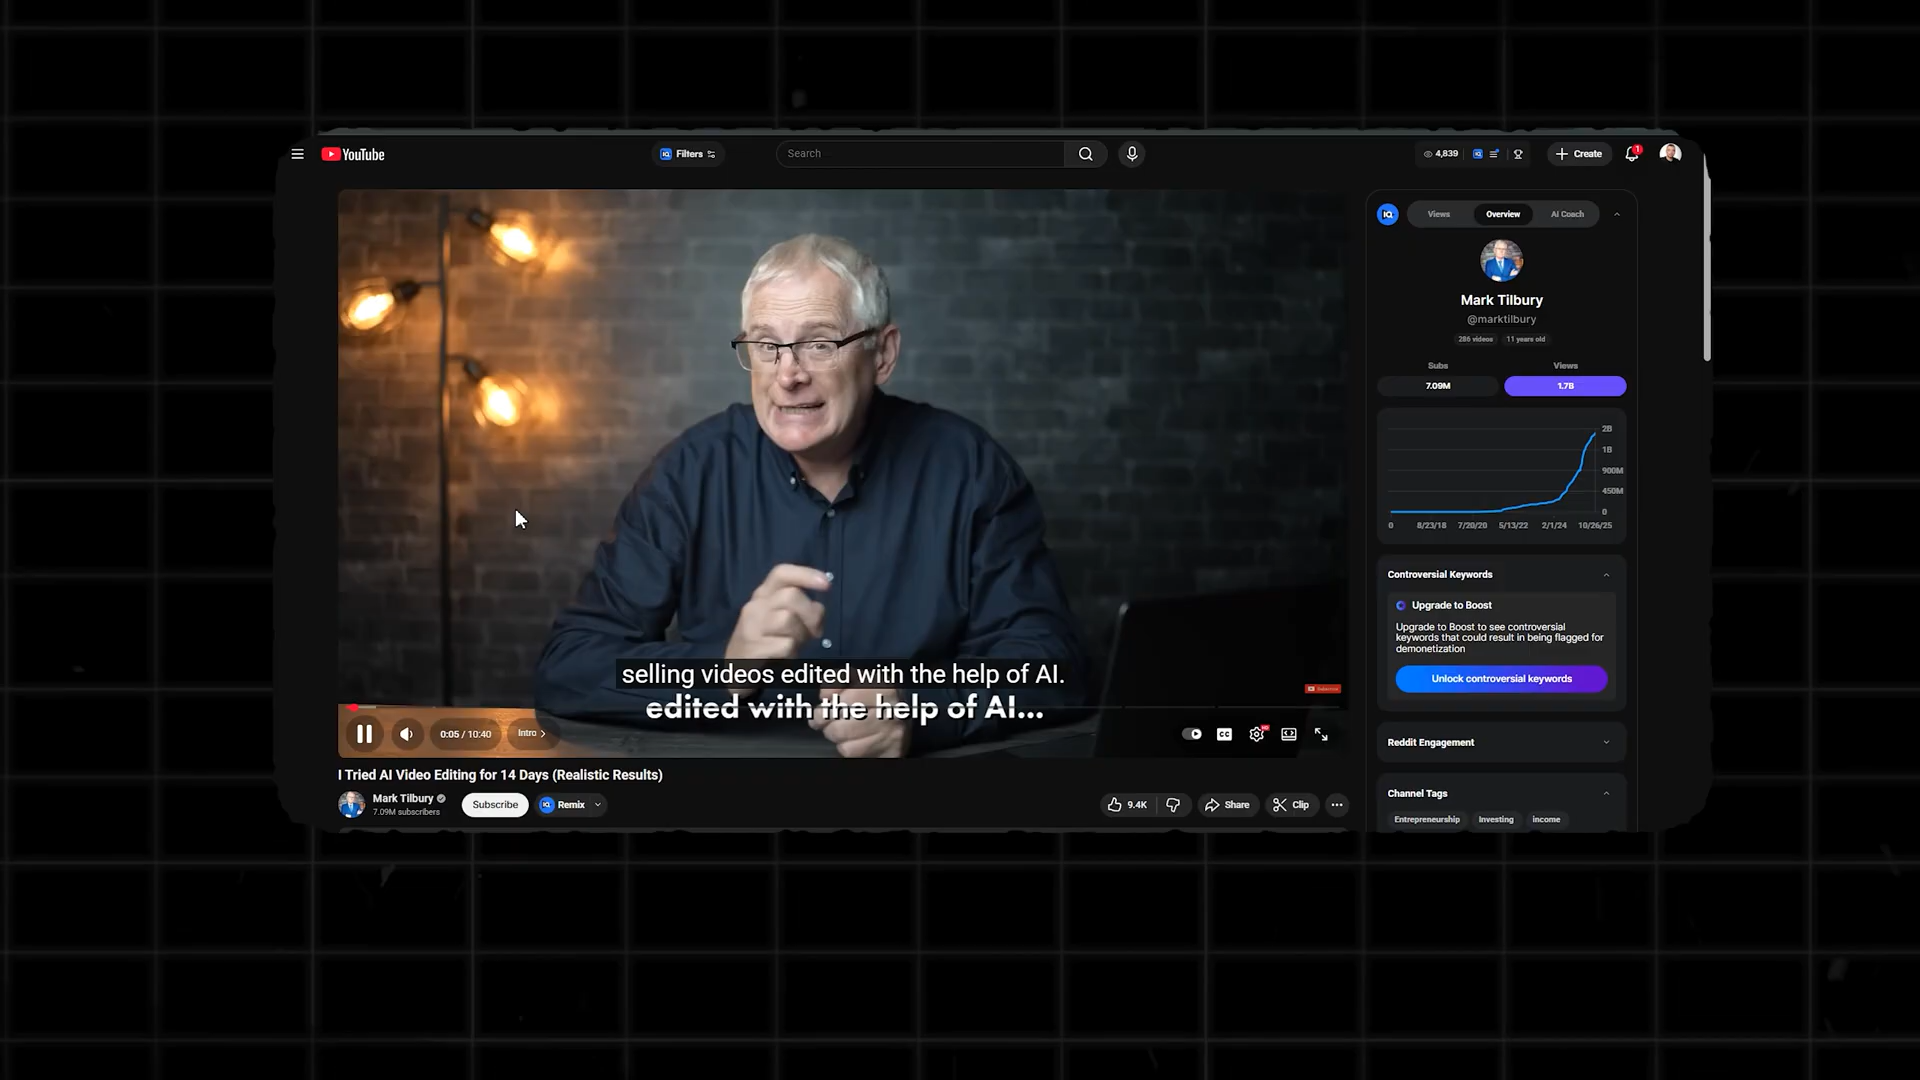 YouTube
Filters
Search
4,839
Create
1
IQ
Views
Overview
AI Coach
Mark Tilbury
@marktilbury
286 videos
11 years old
Subs
Views
7.09M
1.7B
2B
1B
900M
450M
0
0
8/23/18
7/20/20
5/13/22
2/1/24
10/26/25
Controversial Keywords
Upgrade to Boost
Upgrade to Boost to see controversial
keywords that could result in being flagged for
demonetization
Unlock controversial keywords
Reddit Engagement
Channel Tags
Entrepreneurship
Investing
income
selling videos edited with the help of AI.
edited with the help of AI...
0:05 / 10:40
Intro
CC
HD
I Tried AI Video Editing for 14 Days (Realistic Results)
Mark Tilbury
7.09M subscribers
Subscribe
IQ
Remix
9.4K
Share
Clip